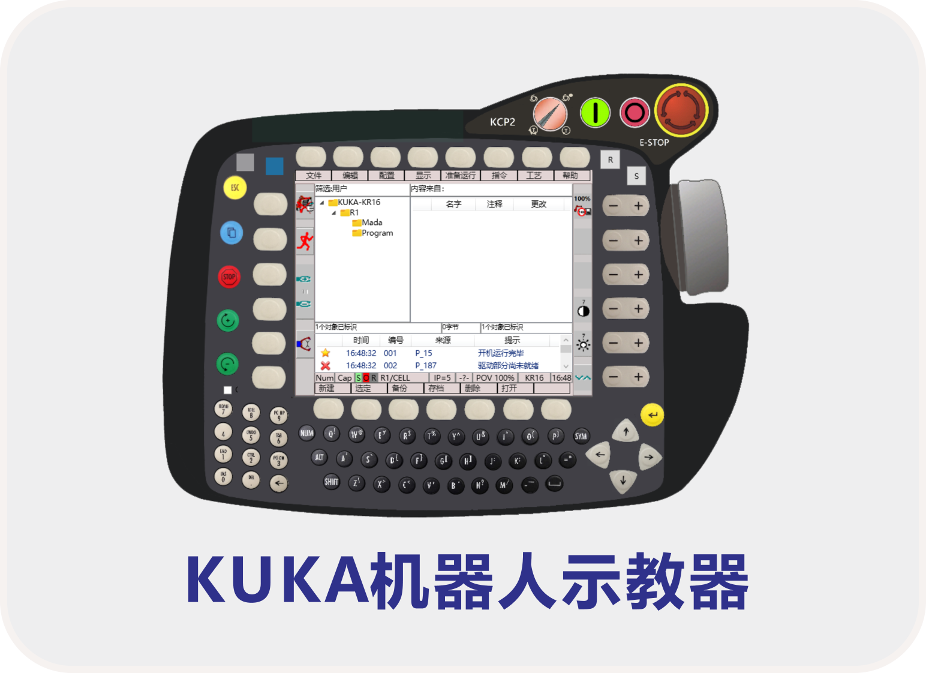 KCP2
E-STOP
R
S
ESC
STOP
文件 编辑 配置 显示 准备运行 指令 工艺 帮助
筛选:用户 内容来自:
名字 注释 更改
100%
KUKA-KR16
R1
Mada
Program
1个对象已标识 0字节 1个对象已标识
时间 编号 来源 提示
16:48:32 001 P_15 开机运行完毕
16:48:32 002 P_187 驱动部分尚未就绪
Num Cap S O R R1/CELL IP=5 -?- POV 100% KR16 16:48
新建 选定 备份 存档 删除 打开
NUM Q W E R T Y U I O P SYM
ALT A S D F G H J K L
SHIFT Z X C V B N M
KUKA机器人示教器